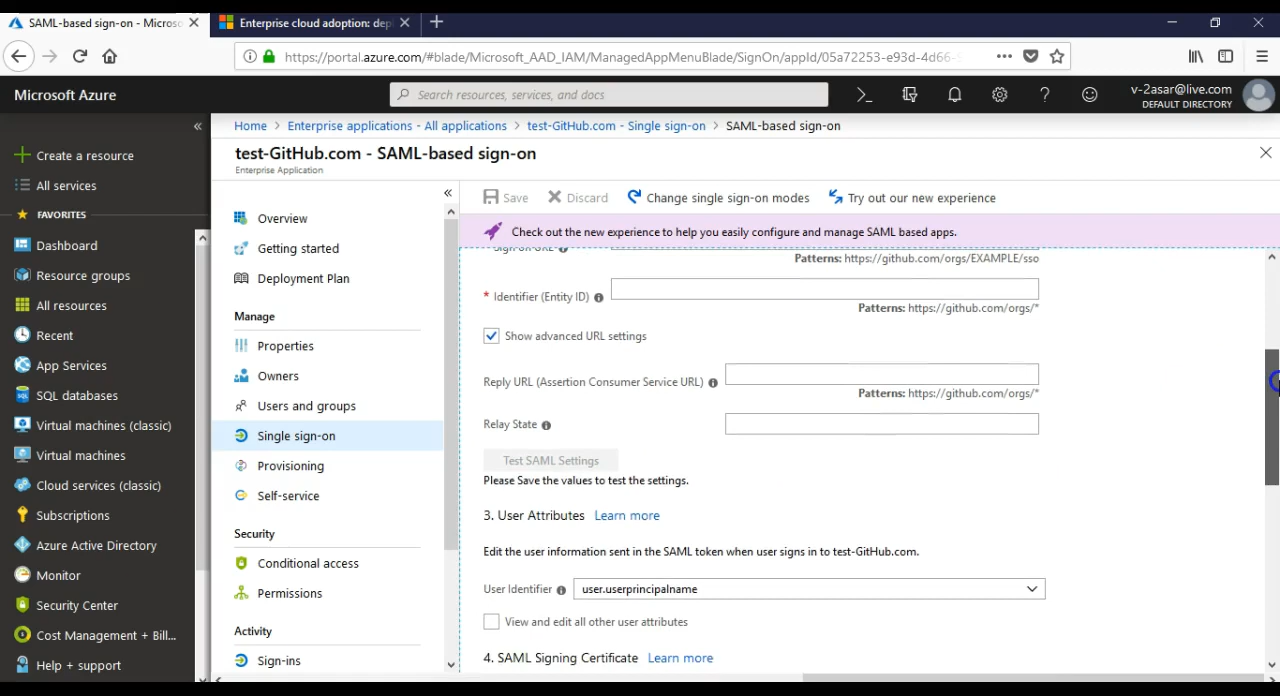 SAML-based sign-on - Microso
Enterprise cloud adoption: dep
https://portal.azure.com/#blade/Microsoft_AAD_IAM/ManagedAppMenuBlade/SignOn/appId/05a72253-e93d-4d66-
Microsoft Azure
Search resources, services, and docs
v-2asar@live.com
DEFAULT DIRECTORY
Home > Enterprise applications - All applications > test-GitHub.com - Single sign-on > SAML-based sign-on
test-GitHub.com - SAML-based sign-on
Enterprise Application
Create a resource
All services
FAVORITES
Dashboard
Resource groups
All resources
Recent
App Services
SQL databases
Virtual machines (classic)
Virtual machines
Cloud services (classic)
Subscriptions
Azure Active Directory
Monitor
Security Center
Cost Management + Bill...
Help + support
Overview
Getting started
Deployment Plan
Manage
Properties
Owners
Users and groups
Single sign-on
Provisioning
Self-service
Security
Conditional access
Permissions
Activity
Sign-ins
Save Discard Change single sign-on modes Try out our new experience
Check out the new experience to help you easily configure and manage SAML based apps.
Sign-on URL
Patterns: https://github.com/orgs/EXAMPLE/sso
* Identifier (Entity ID)
Patterns: https://github.com/orgs/*
Show advanced URL settings
Reply URL (Assertion Consumer Service URL)
Patterns: https://github.com/orgs/*
Relay State
Test SAML Settings
Please Save the values to test the settings.
3. User Attributes Learn more
Edit the user information sent in the SAML token when user signs in to test-GitHub.com.
User Identifier user.userprincipalname
View and edit all other user attributes
4. SAML Signing Certificate Learn more